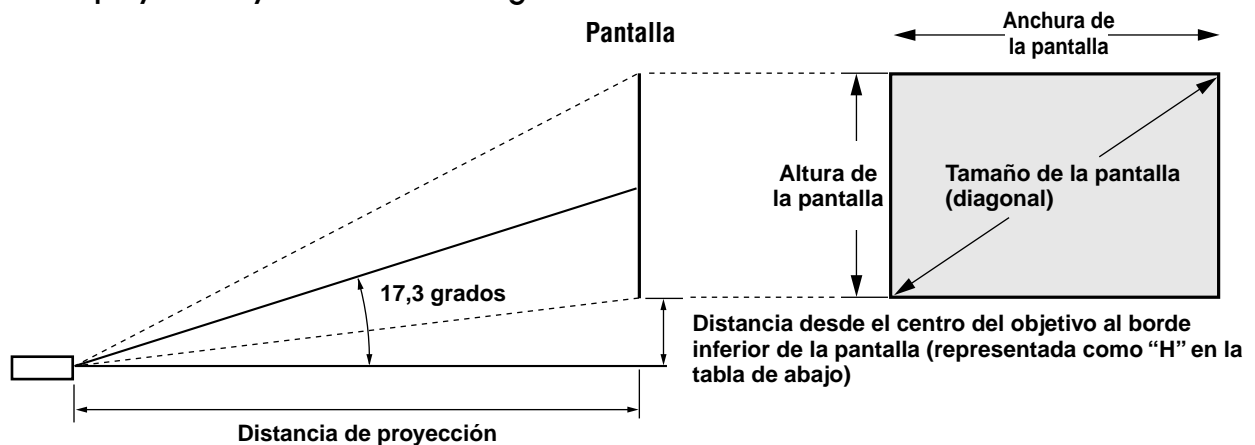 Pantalla
Anchura de
la pantalla
Altura de
la pantalla
Tamaño de la pantalla
(diagonal)
17,3 grados
Distancia desde el centro del objetivo al borde
inferior de la pantalla (representada como “H” en la
tabla de abajo)
Distancia de proyección